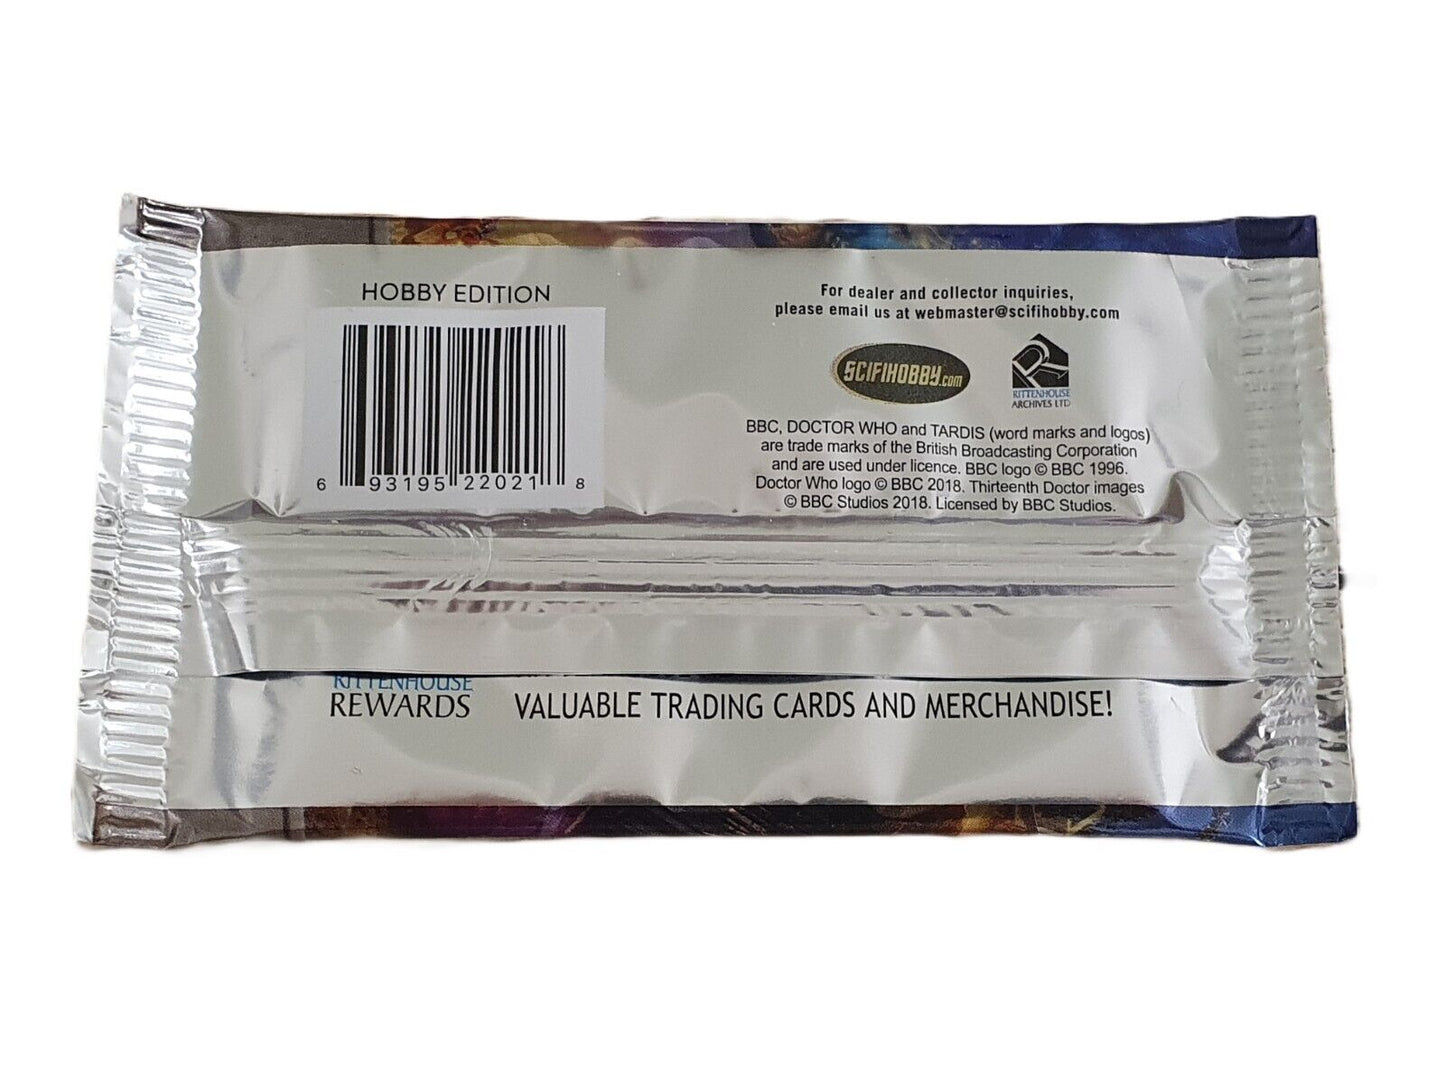 HOBBY EDITION
6 93195 22021 8
For dealer and collector inquiries,
please email us at webmaster@scifihobby.com
SCIFIHOBBY.com
R
RITTENHOUSE
ARCHIVES LTD
BBC, DOCTOR WHO and TARDIS (word marks and logos)
are trade marks of the British Broadcasting Corporation
and are used under licence. BBC logo © BBC 1996.
Doctor Who logo © BBC 2018. Thirteenth Doctor images
© BBC Studios 2018. Licensed by BBC Studios.
RITTENHOUSE
REWARDS
VALUABLE TRADING CARDS AND MERCHANDISE!